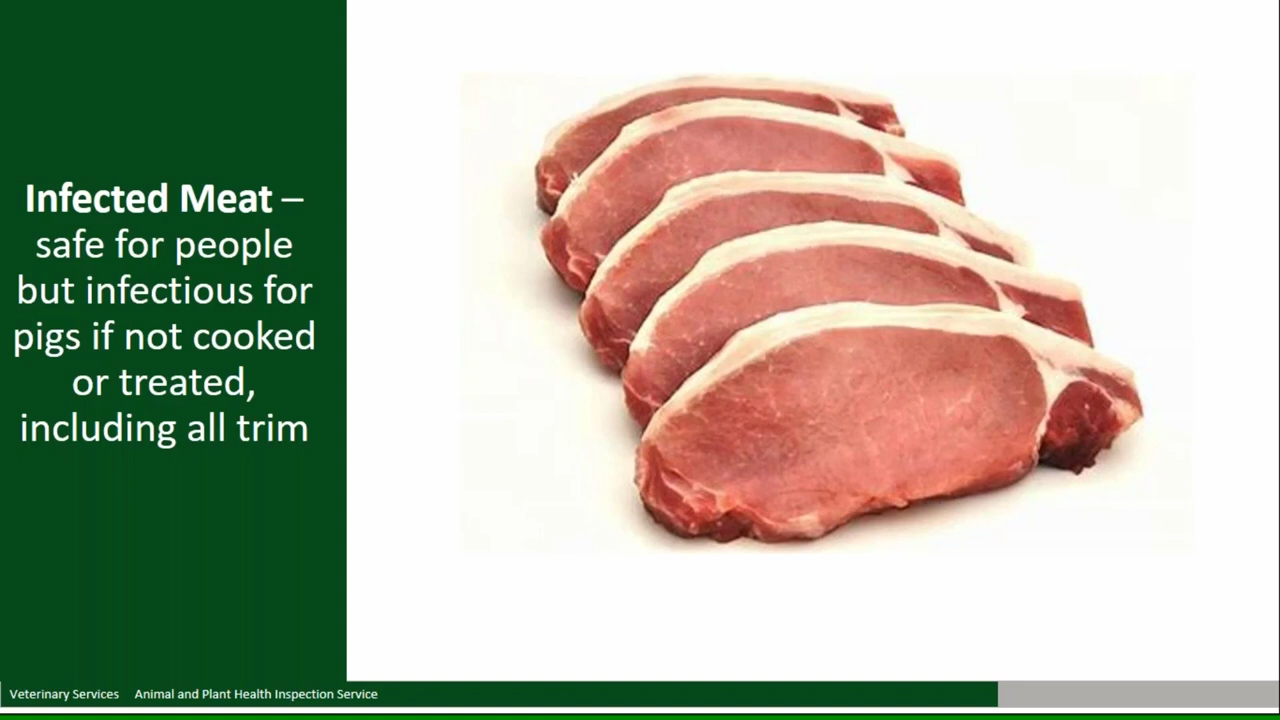 Infected Meat –
safe for people
but infectious for
pigs if not cooked
or treated,
including all trim
Veterinary Services Animal and Plant Health Inspection Service